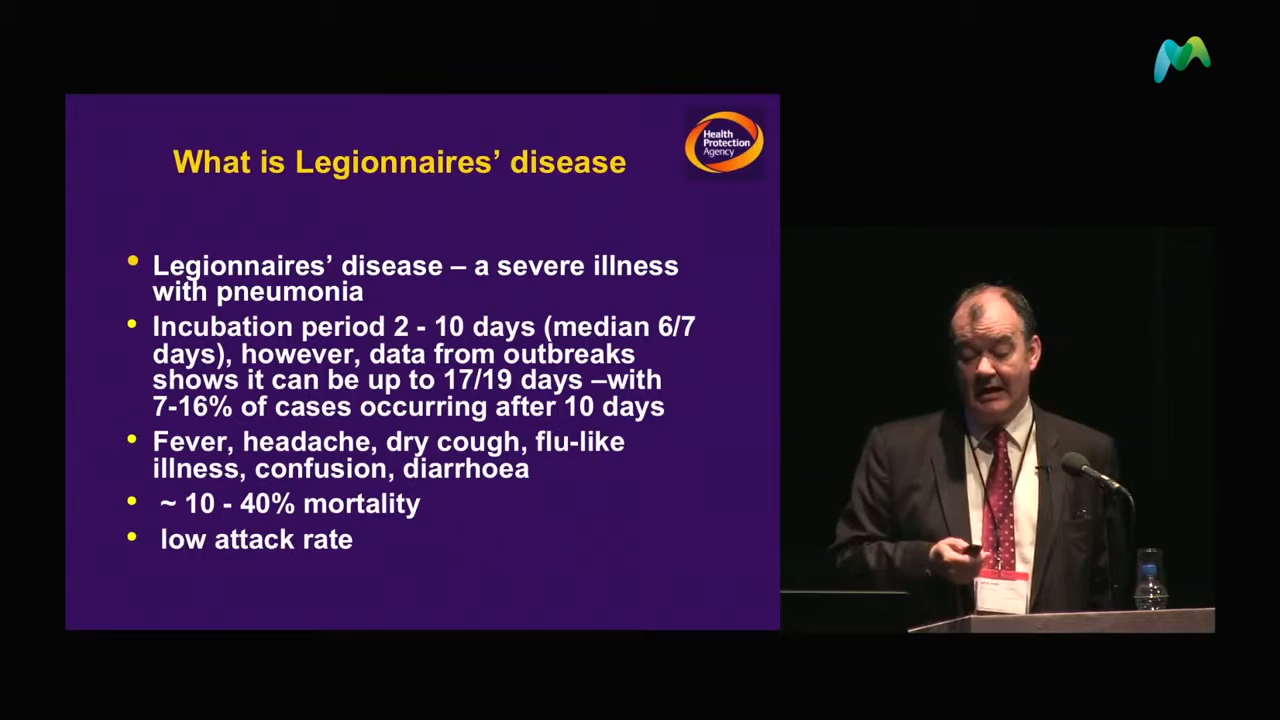 Health
Protection
Agency
What is Legionnaires’ disease
• Legionnaires’ disease – a severe illness
with pneumonia
• Incubation period 2 - 10 days (median 6/7
days), however, data from outbreaks
shows it can be up to 17/19 days –with
7-16% of cases occurring after 10 days
• Fever, headache, dry cough, flu-like
illness, confusion, diarrhoea
• ~ 10 - 40% mortality
• low attack rate